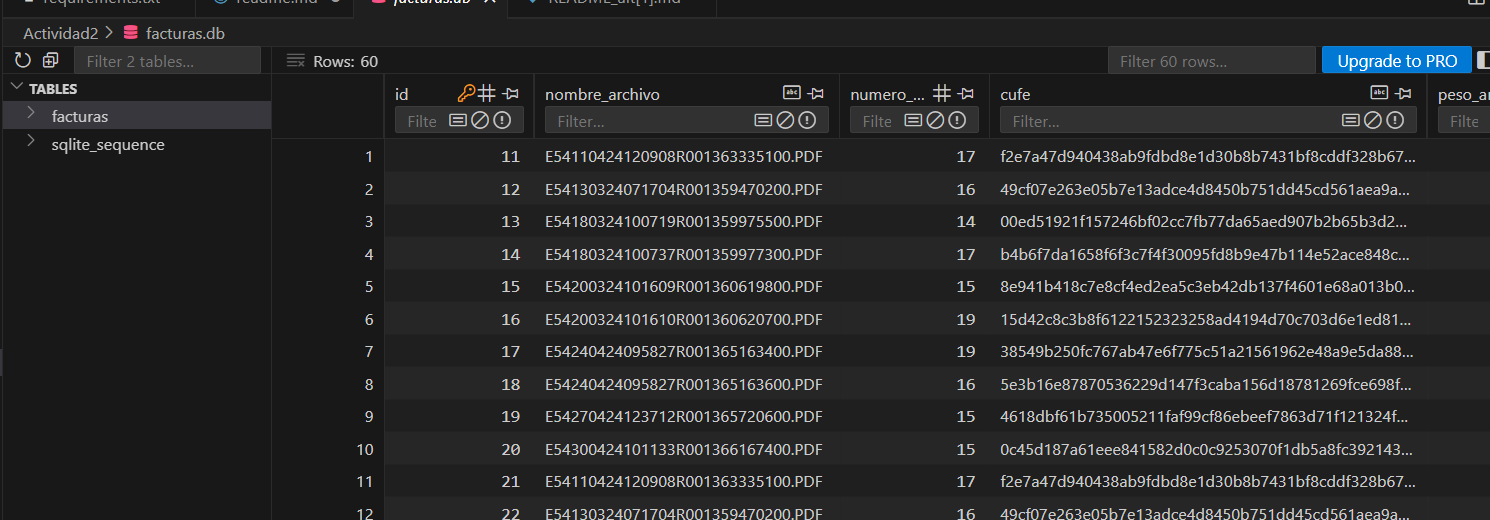 requirements.txt readme.md facturas.db README_alt[1].md
Actividad2 > facturas.db
Filter 2 tables... Rows: 60 Filter 60 rows... Upgrade to PRO
TABLES
facturas
sqlite_sequence
id nombre_archivo numero_... cufe peso_ar
Filte Filter... Filte Filter... Filte
1 11 E54110424120908R001363335100.PDF 17 f2e7a47d940438ab9fdbd8e1d30b8b7431bf8cddf328b67...
2 12 E54130324071704R001359470200.PDF 16 49cf07e263e05b7e13adce4d8450b751dd45cd561aea9a...
3 13 E54180324100719R001359975500.PDF 14 00ed51921f157246bf02cc7fb77da65aed907b2b65b3d2...
4 14 E54180324100737R001359977300.PDF 17 b4b6f7da1658f6f3c7f4f30095fd8b9e47b114e52ace848c...
5 15 E54200324101609R001360619800.PDF 15 8e941b418c7e8cf4ed2ea5c3eb42db137f4601e68a013b0...
6 16 E54200324101610R001360620700.PDF 19 15d42c8c3b8f6122152323258ad4194d70c703d6e1ed81...
7 17 E54240424095827R001365163400.PDF 19 38549b250fc767ab47e6f775c51a21561962e48a9e5da88...
8 18 E54240424095827R001365163600.PDF 16 5e3b16e87870536229d147f3caba156d18781269fce698f...
9 19 E54270424123712R001365720600.PDF 15 4618dbf61b735005211faf99cf86ebeef7863d71f121324f...
10 20 E54300424101133R001366167400.PDF 15 0c45d187a61eee841582d0c0c9253070f1db5a8fc392143...
11 21 E54110424120908R001363335100.PDF 17 f2e7a47d940438ab9fdbd8e1d30b8b7431bf8cddf328b67...
12 22 E54130324071704R001359470200.PDF 16 49cf07e263e05b7e13adce4d8450b751dd45cd561aea9a...